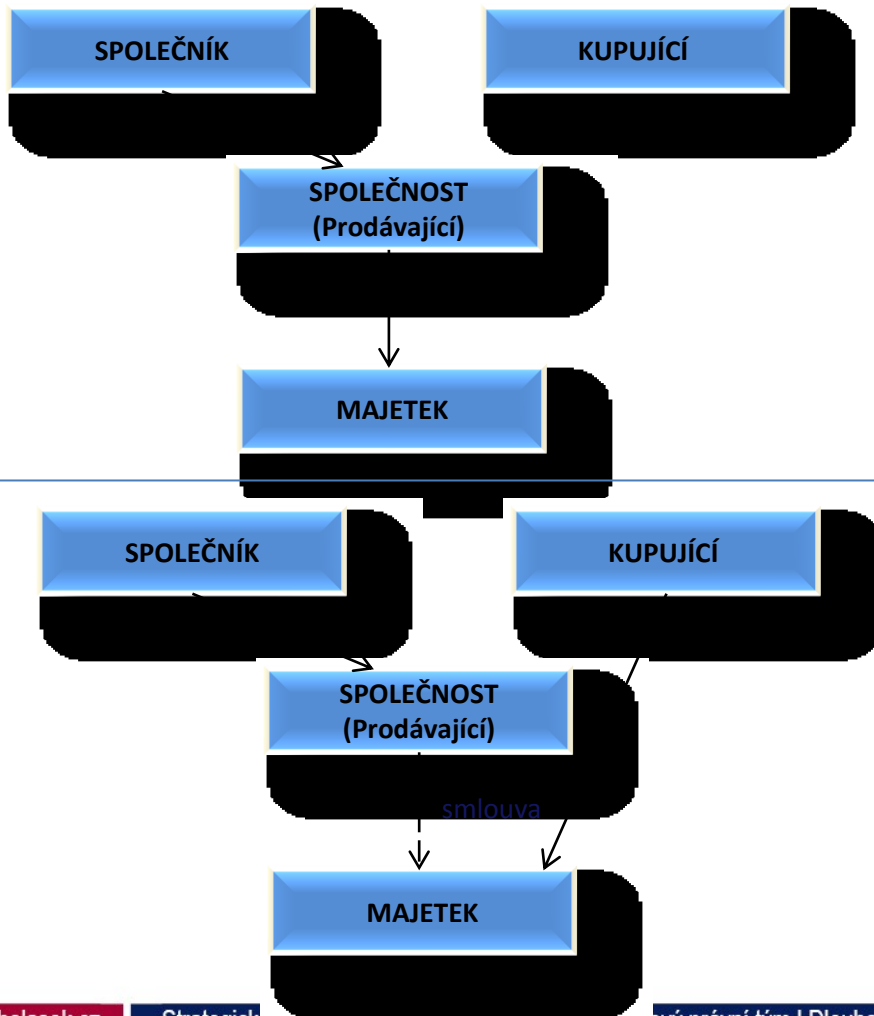 SPOLEČNÍK
KUPUJÍCÍ
SPOLEČNOST
(Prodávající)
MAJETEK
SPOLEČNÍK
KUPUJÍCÍ
SPOLEČNOST
(Prodávající)
smlouva
MAJETEK